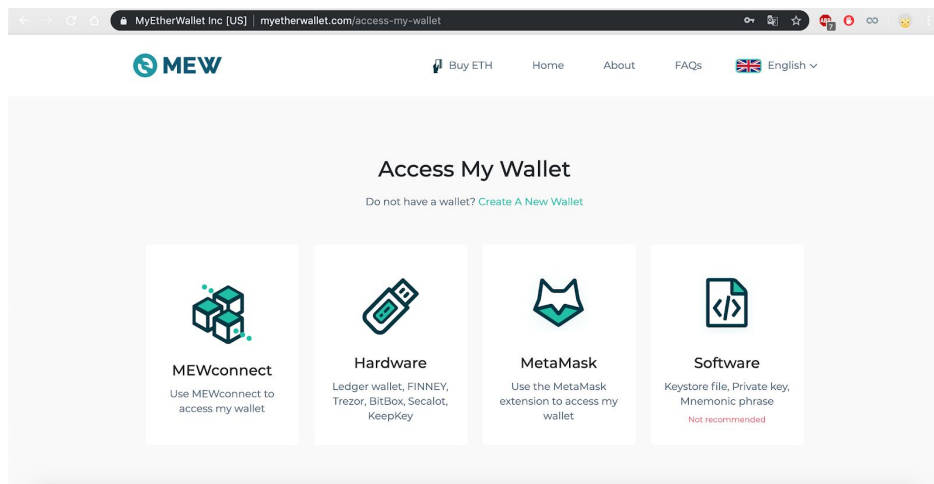 MyEtherWallet Inc [US] | myetherwallet.com/access-my-wallet
ABP
7
MEW
Buy ETH
Home
About
FAQs
English
Access My Wallet
Do not have a wallet? Create A New Wallet
MEWconnect
Use MEWconnect to
access my wallet
Hardware
Ledger wallet, FINNEY,
Trezor, BitBox, Secalot,
KeepKey
MetaMask
Use the MetaMask
extension to access my
wallet
Software
Keystore file, Private key,
Mnemonic phrase
Not recommended